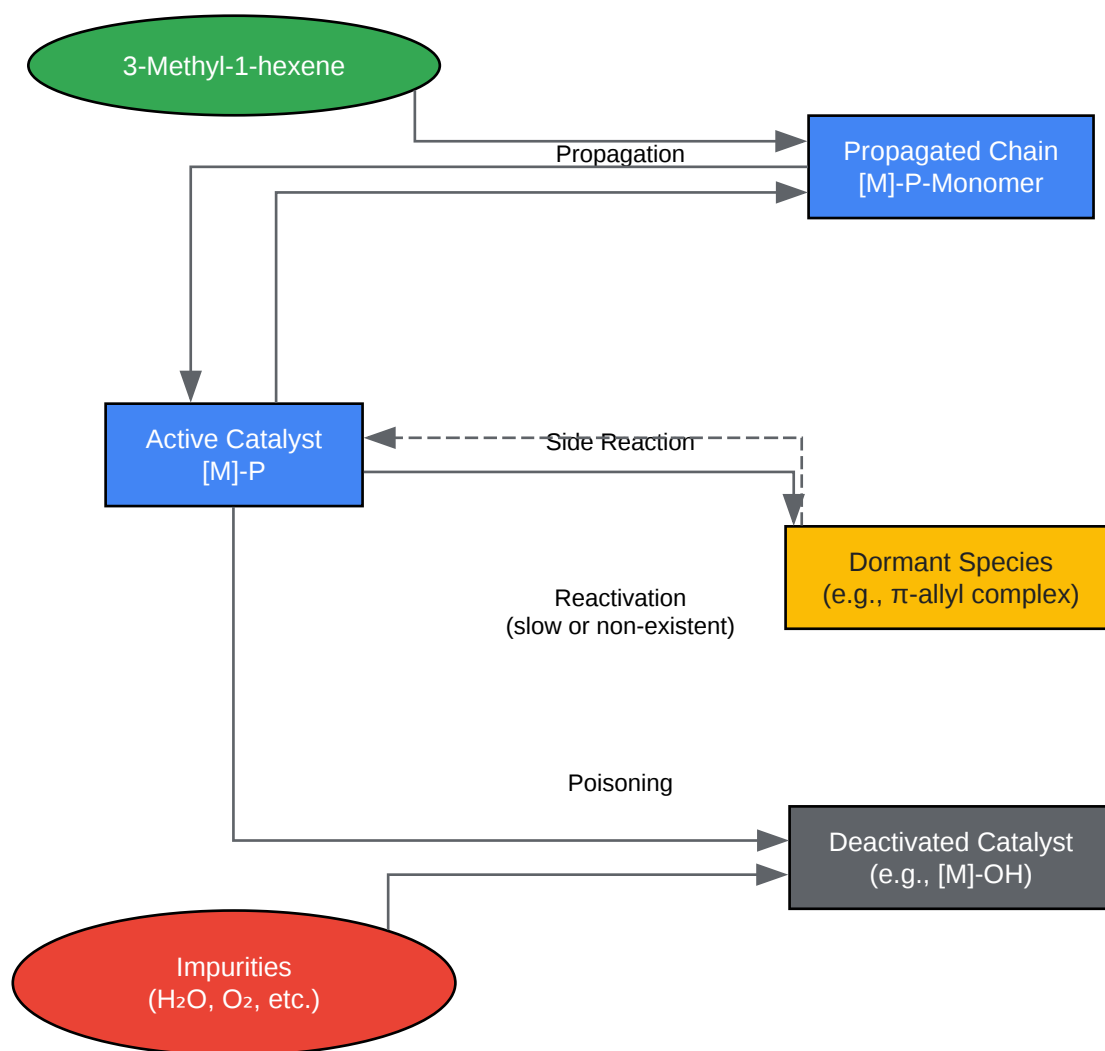 3-Methyl-1-hexene
Propagation
Propagated Chain
[M]-P-Monomer
Active Catalyst
[M]-P
Side Reaction
Dormant Species
(e.g., π-allyl complex)
Reactivation
(slow or non-existent)
Poisoning
Deactivated Catalyst
(e.g., [M]-OH)
Impurities
(H₂O, O₂, etc.)